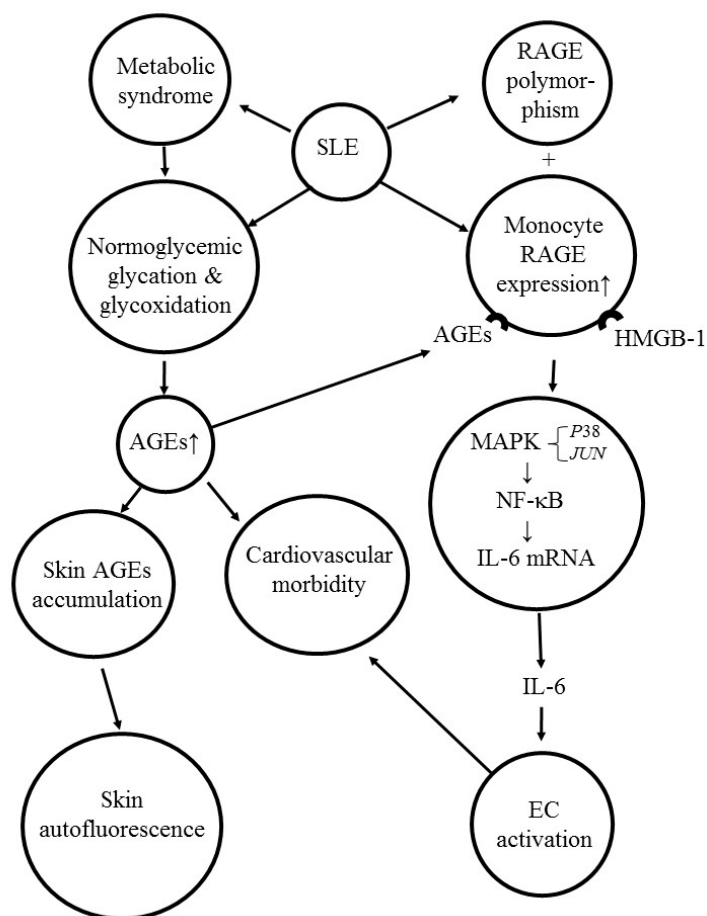 Metabolic
syndrome
RAGE
polymor-
phism
SLE
+
Normoglycemic
glycation &
glycoxidation
Monocyte
RAGE
expression↑
AGEs
HMGB-1
AGEs↑
MAPK
P38
JUN
↓
NF-κB
↓
IL-6 mRNA
Skin AGEs
accumulation
Cardiovascular
morbidity
IL-6
Skin
autofluorescence
EC
activation